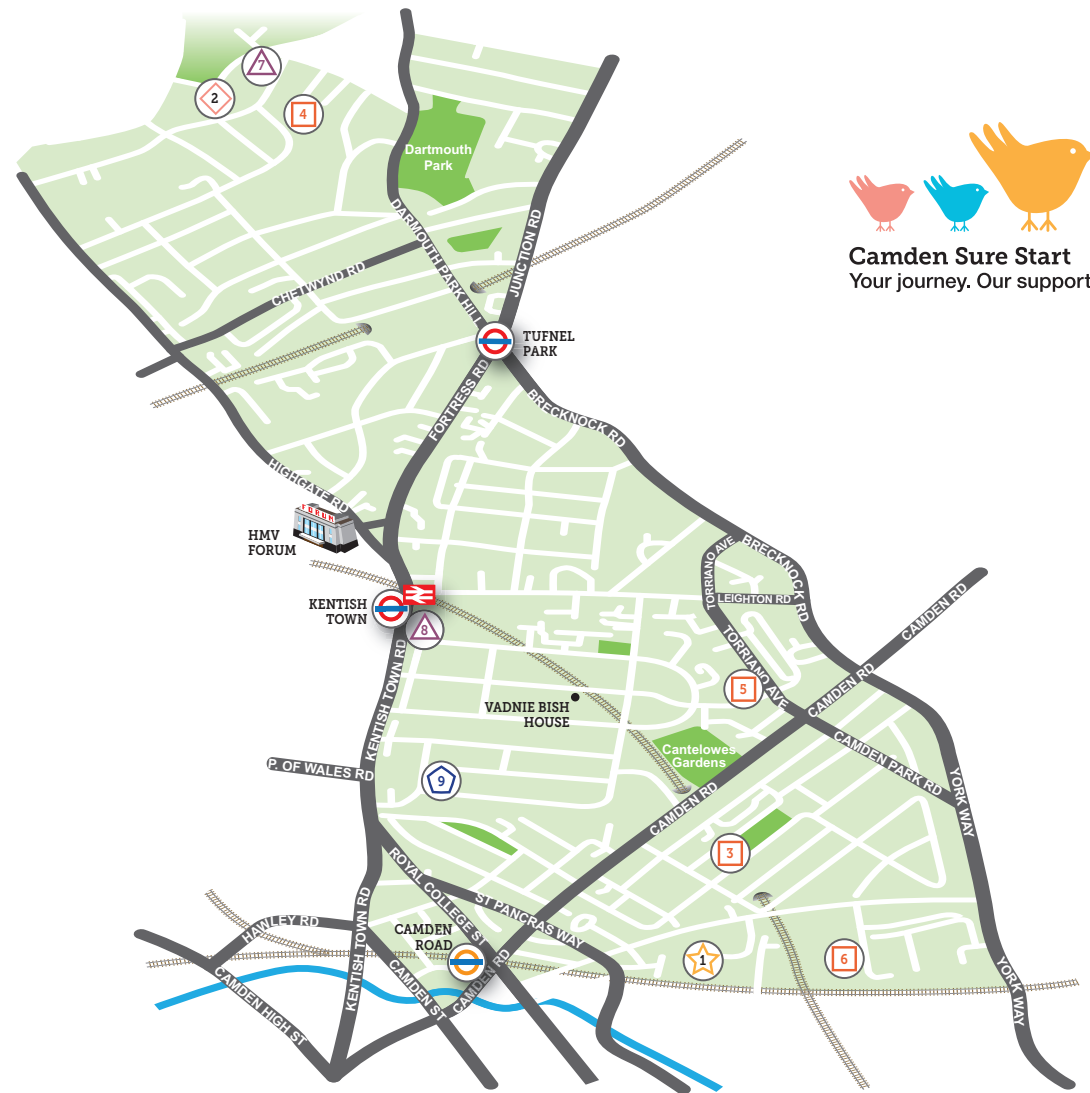 7
2
4
Dartmouth
Park
Camden Sure Start
Your journey. Our support
DARMOUTH PARK HILL
JUNCTION RD
CHETWYND RD
TUFNEL
PARK
FORTRESS RD
BRECKNOCK RD
HIGHGATE RD
FORUM
HMV
FORUM
TORRIANO AVE
BRECKNOCK RD
LEIGHTON RD
CAMDEN RD
KENTISH
TOWN
8
TORRIANO AVE
KENTISH TOWN RD
5
CAMDEN RD
VADNIE BISH
HOUSE
CAMDEN PARK RD
Cantelowes
Gardens
P. OF WALES RD
9
YORK WAY
CAMDEN RD
3
ROYAL COLLEGE ST
ST PANCRAS WAY
HAWLEY RD
KENTISH TOWN RD
CAMDEN
ROAD
1
6
CAMDEN RD
CAMDEN ST
CAMDEN HIGH ST
YORK WAY